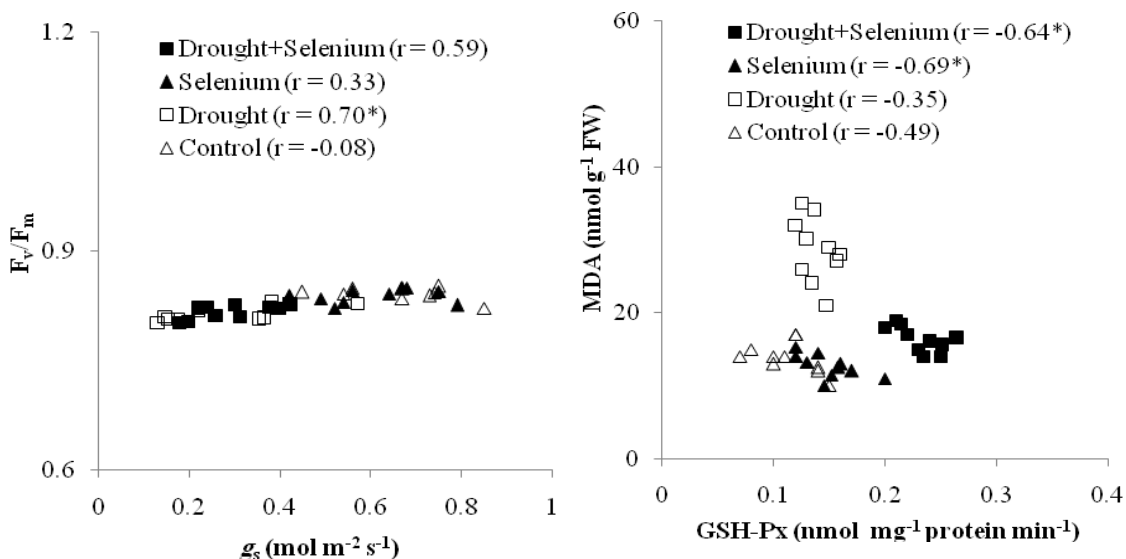 1.2
0.9
0.6
Fv/Fm
■ Drought+Selenium (r = 0.59)
▲ Selenium (r = 0.33)
□ Drought (r = 0.70*)
△ Control (r = -0.08)
0 0.2 0.4 0.6 0.8 1
gs (mol m-2 s-1)
60
40
20
0
MDA (nmol g-1 FW)
■ Drought+Selenium (r = -0.64*)
▲ Selenium (r = -0.69*)
□ Drought (r = -0.35)
△ Control (r = -0.49)
0 0.1 0.2 0.3 0.4
GSH-Px (nmol mg-1 protein min-1)